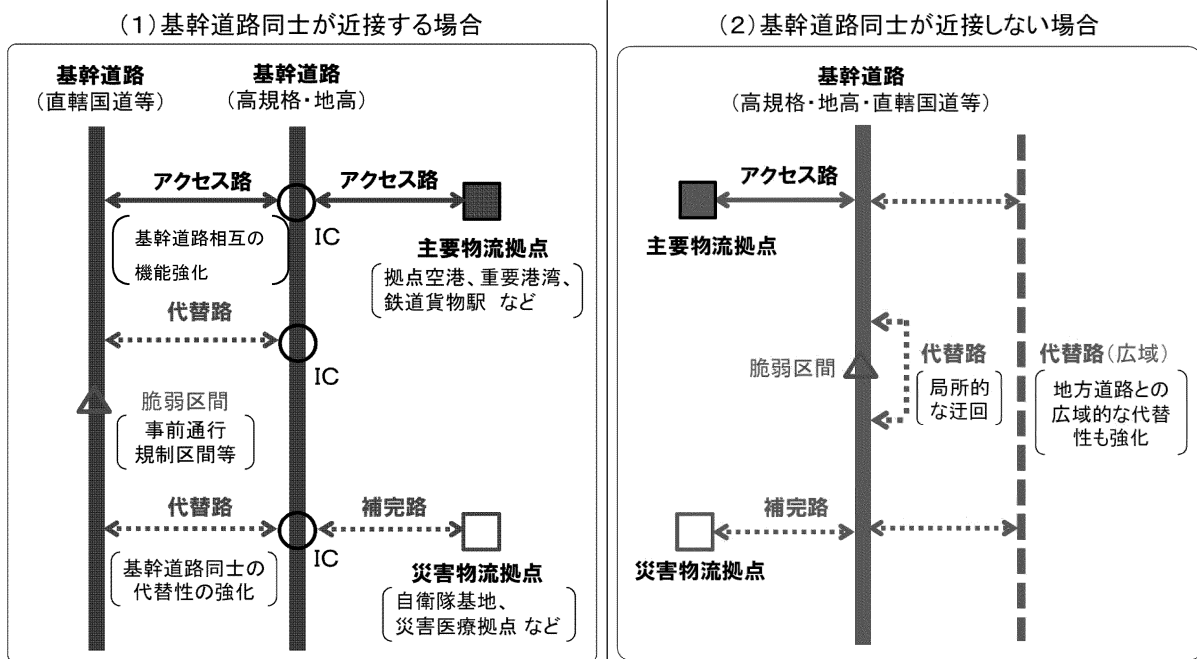 (1)基幹道路同士が近接する場合
基幹道路
(直轄国道等)
基幹道路
(高規格・地高)
アクセス路
アクセス路
IC
基幹道路相互の
機能強化
主要物流拠点
拠点空港、重要港湾、
鉄道貨物駅 など
代替路
IC
脆弱区間
事前通行
規制区間等
代替路
補完路
IC
基幹道路同士の
代替性の強化
災害物流拠点
自衛隊基地、
災害医療拠点 など
(2)基幹道路同士が近接しない場合
基幹道路
(高規格・地高・直轄国道等)
アクセス路
主要物流拠点
脆弱区間
代替路
局所的
な迂回
代替路(広域)
地方道路との
広域的な代替
性も強化
補完路
災害物流拠点